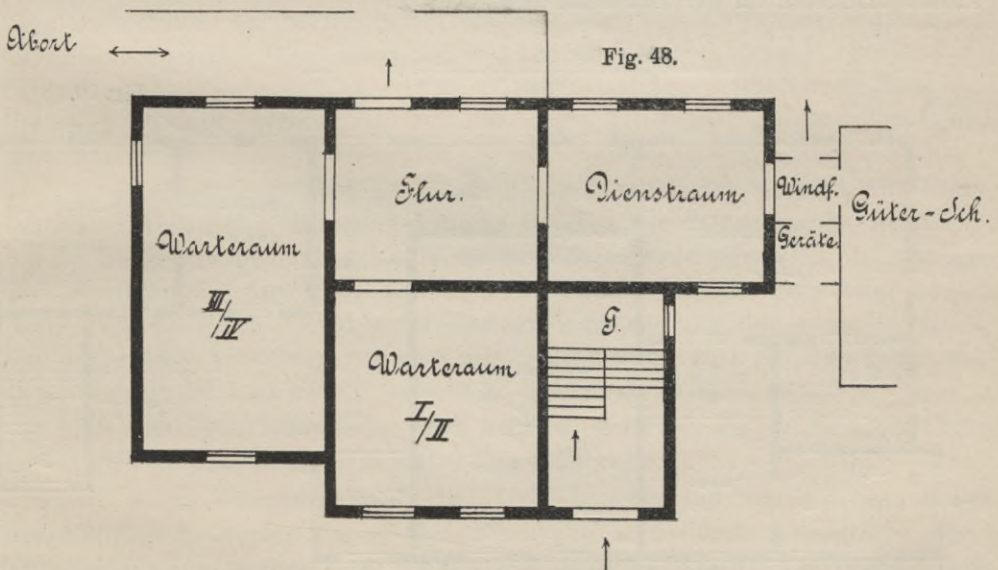 Abort
Fig. 48.
Flur.
Dienstraum
Windf.
Güter-Sch.
Geräte.
Warteraum
III/IV
G.
Warteraum
I/II